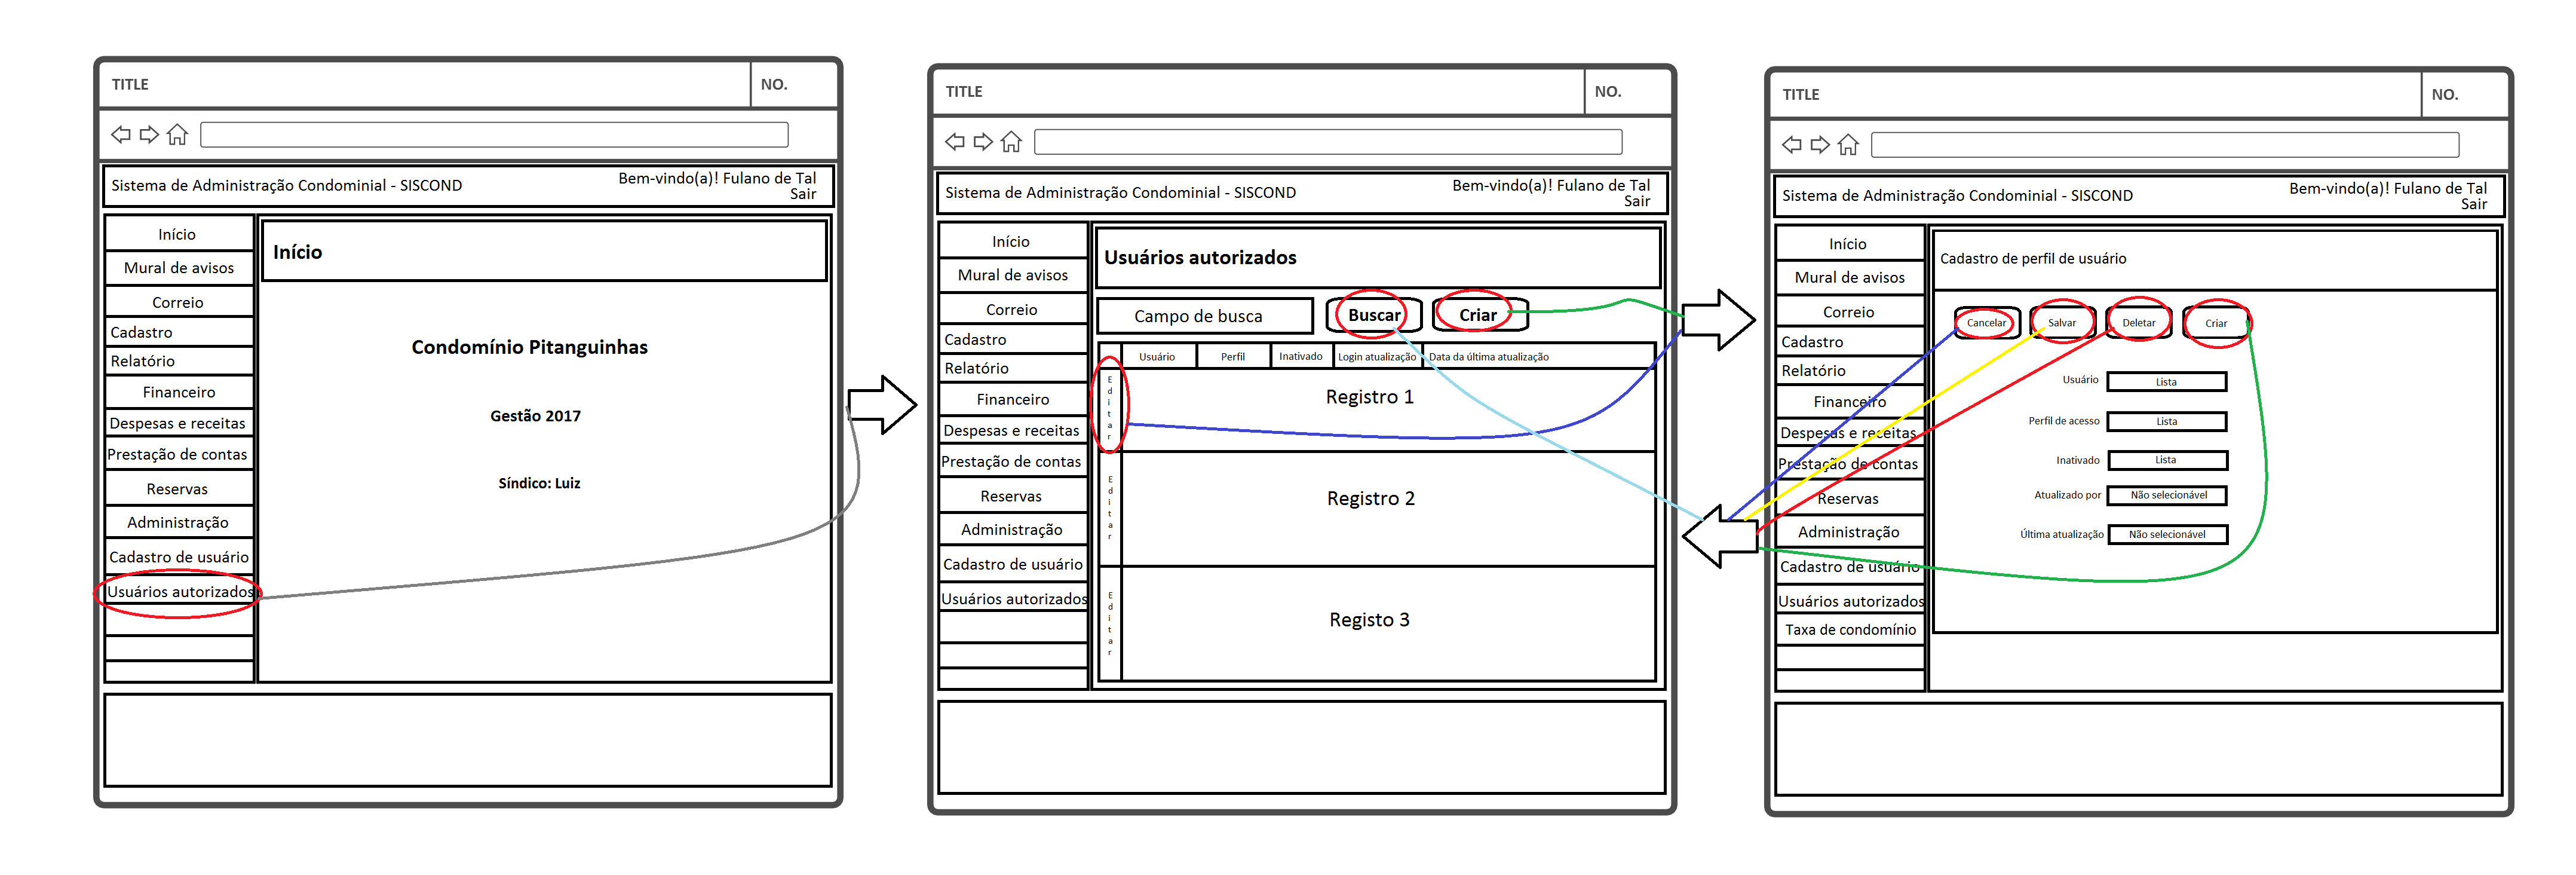 TITLE
NO.
Sistema de Administração Condominial - SISCOND
Bem-vindo(a)! Fulano de Tal
Sair
Início
Mural de avisos
Correio
Cadastro
Relatório
Financeiro
Despesas e receitas
Prestação de contas
Reservas
Administração
Cadastro de usuário
Usuários autorizados
Início
Condomínio Pitanguinhas
Gestão 2017
Síndico: Luiz
TITLE
NO.
Sistema de Administração Condominial - SISCOND
Bem-vindo(a)! Fulano de Tal
Sair
Início
Mural de avisos
Correio
Cadastro
Relatório
Financeiro
Despesas e receitas
Prestação de contas
Reservas
Administração
Cadastro de usuário
Usuários autorizados
Usuários autorizados
Campo de busca
Buscar
Criar
Usuário Perfil Inativado Login atualização Data da última atualização
Editar
Registro 1
Editar
Registro 2
Editar
Registo 3
TITLE
NO.
Sistema de Administração Condominial - SISCOND
Bem-vindo(a)! Fulano de Tal
Sair
Início
Mural de avisos
Correio
Cadastro
Relatório
Financeiro
Despesas e receitas
Prestação de contas
Reservas
Administração
Cadastro de usuário
Usuários autorizados
Taxa de condomínio
Cadastro de perfil de usuário
Cancelar
Salvar
Deletar
Criar
Usuário Lista
Perfil de acesso Lista
Inativado Lista
Atualizado por Não selecionável
Última atualização Não selecionável